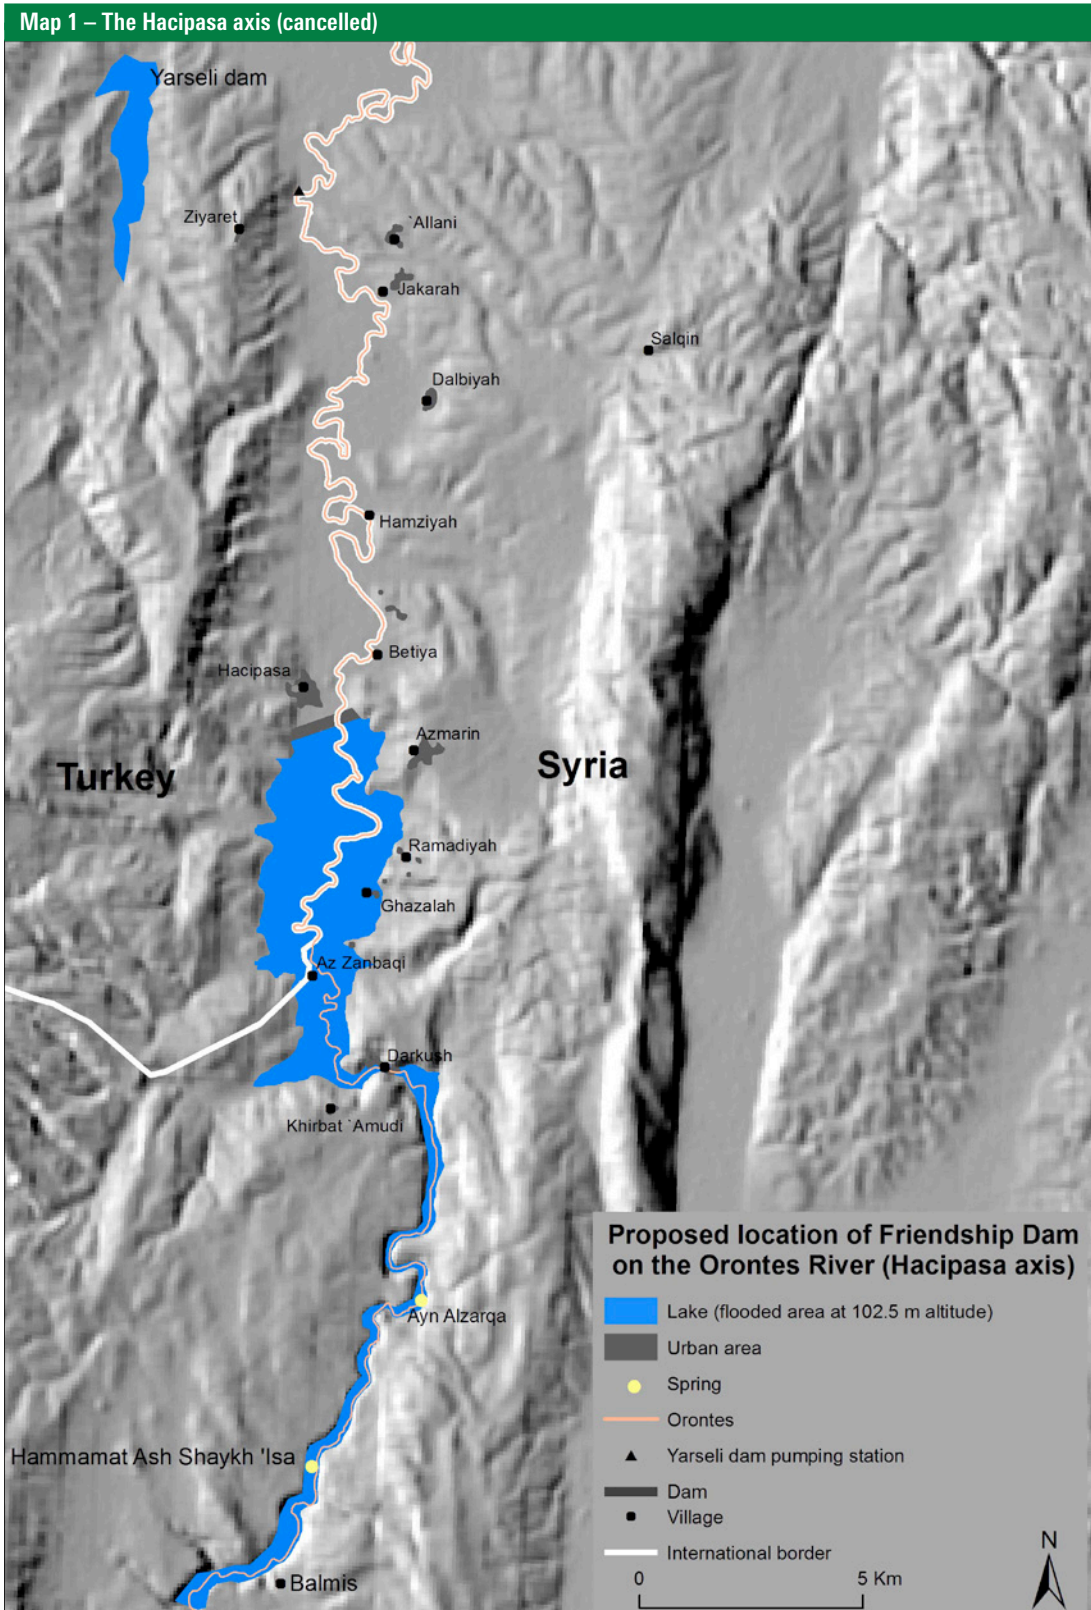 Map 1 – The Hacipasa axis (cancelled)
Yarseli dam
Ziyaret
`Allani
Jakarah
Salqin
Dalbiyah
Hamziyah
Betiya
Hacipasa
Azmarin
Turkey
Syria
Ramadiyah
Ghazalah
Az Zanbaqi
Darkush
Khirbat `Amudi
Ayn Alzarqa
Hammamat Ash Shaykh 'Isa
Balmis
Proposed location of Friendship Dam
on the Orontes River (Hacipasa axis)
Lake (flooded area at 102.5 m altitude)
Urban area
Spring
Orontes
Yarseli dam pumping station
Dam
Village
International border
N
0 5 Km